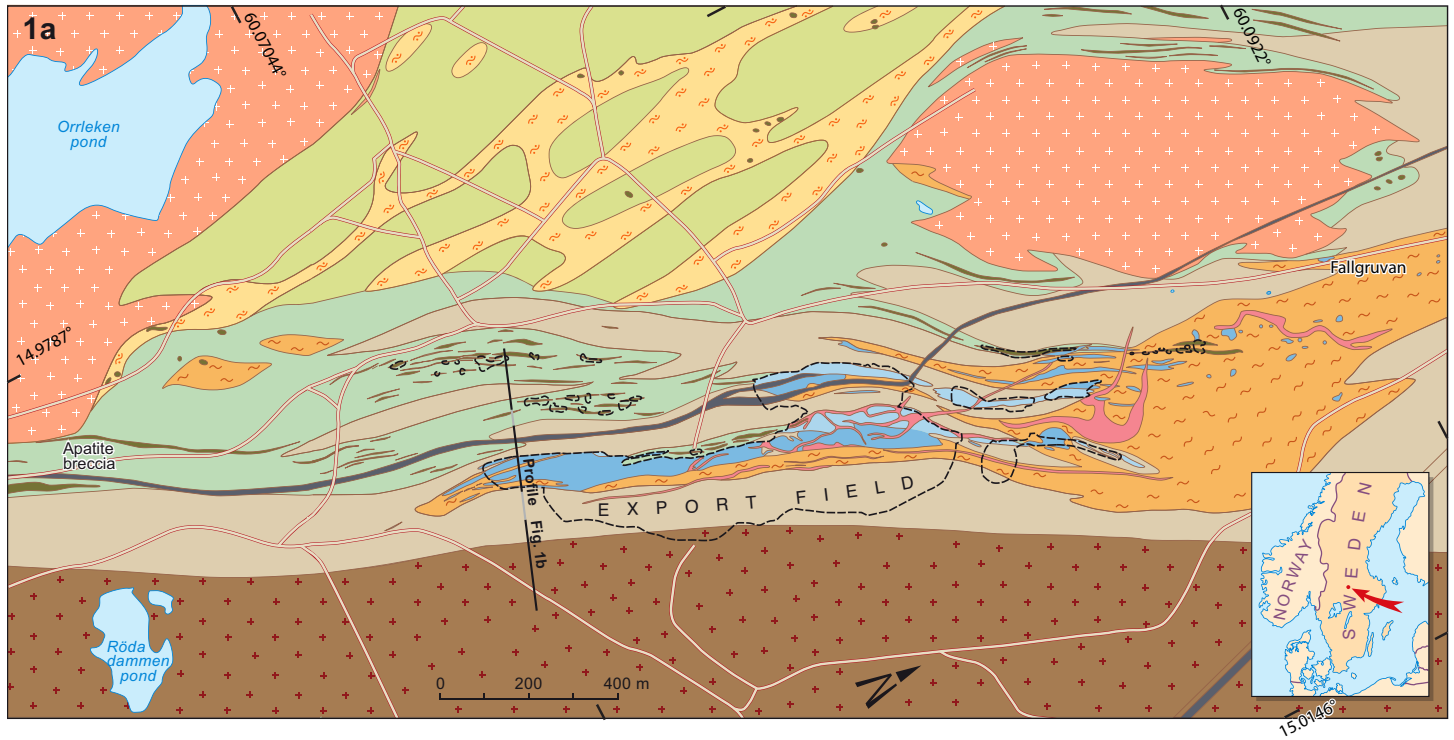 1a
60.07044°
60.0922°
Orrleken
pond
14.9787°
Fallgruvan
Apatite
breccia
Profile Fig. 1b
EXPORT FIELD
Röda
dammen
pond
0 200 400 m
N
NORWAY
SWEDEN
15.0146°